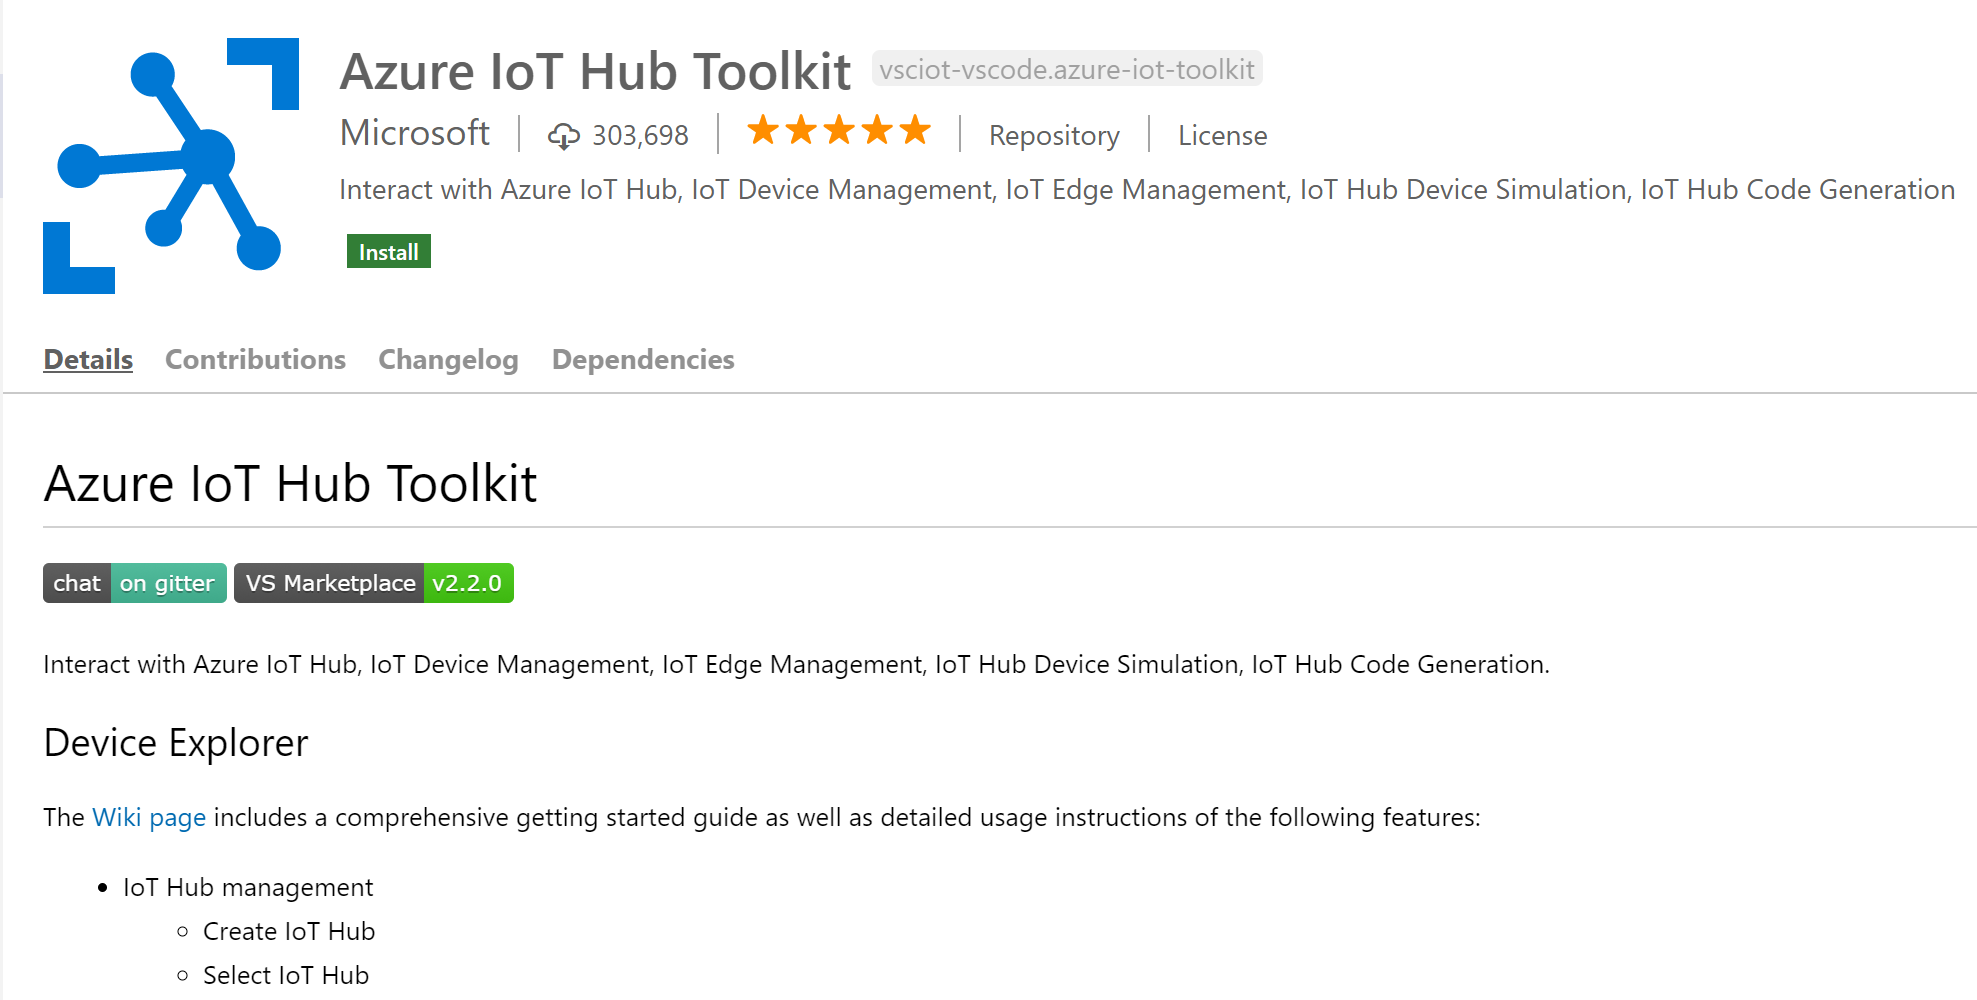 Azure IoT Hub Toolkit vsciot-vscode.azure-iot-toolkit
Microsoft 303,698 Repository License
Interact with Azure IoT Hub, IoT Device Management, IoT Edge Management, IoT Hub Device Simulation, IoT Hub Code Generation
Install
Details Contributions Changelog Dependencies
Azure IoT Hub Toolkit
chat on gitter VS Marketplace v2.2.0
Interact with Azure IoT Hub, IoT Device Management, IoT Edge Management, IoT Hub Device Simulation, IoT Hub Code Generation.
Device Explorer
The Wiki page includes a comprehensive getting started guide as well as detailed usage instructions of the following features:
IoT Hub management
Create IoT Hub
Select IoT Hub